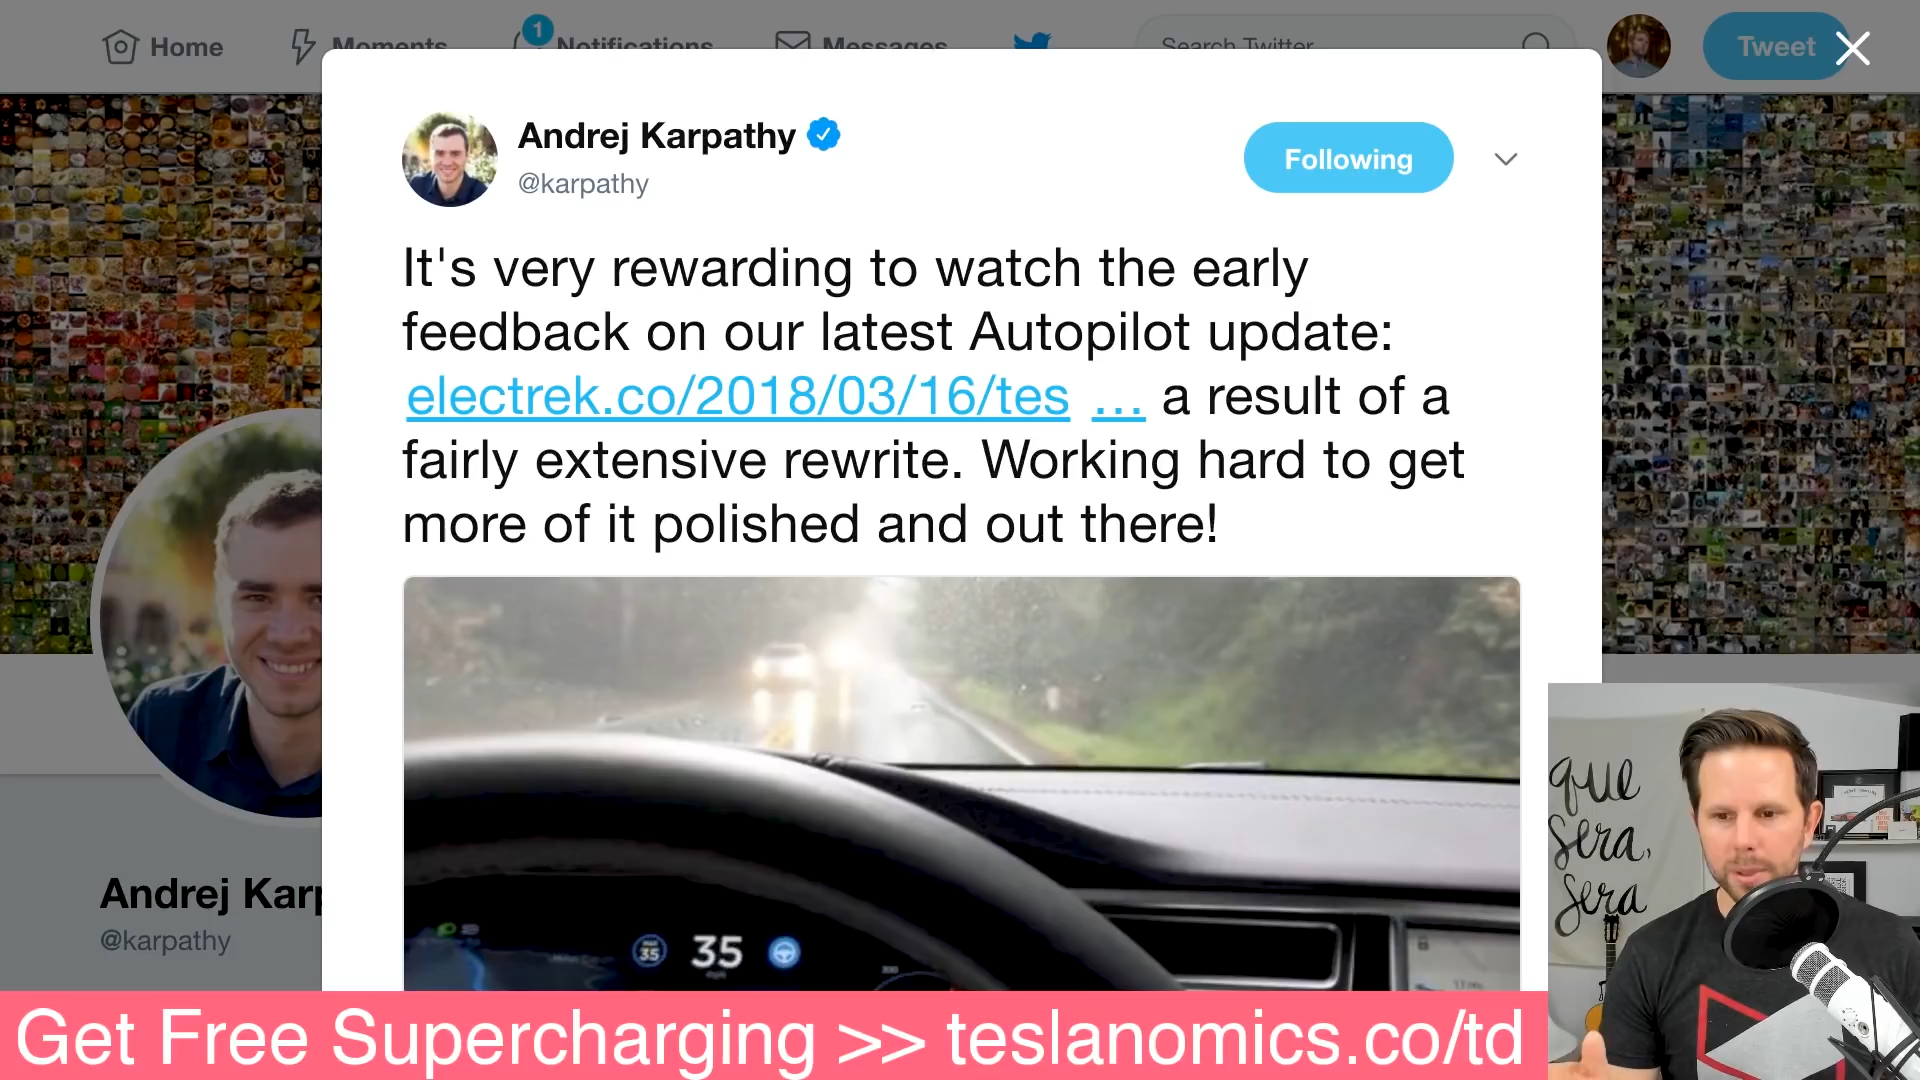 Home
Moments
1
Notifications
Messages
Search Twitter
Tweet
Andrej Karpathy
@karpathy
Following
It's very rewarding to watch the early
feedback on our latest Autopilot update:
electrek.co/2018/03/16/tes … a result of a
fairly extensive rewrite. Working hard to get
more of it polished and out there!
35
35
mph
Andrej Karp
@karpathy
que
sera,
sera
Get Free Supercharging >> teslanomics.co/td